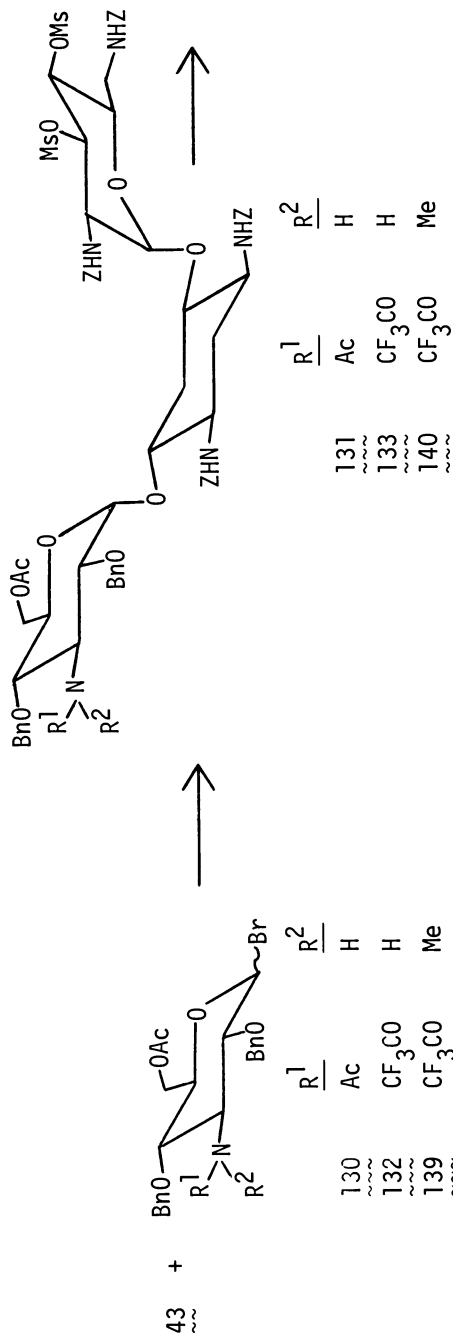 43 +
BnO
OAc
O
R¹
R²
N
BnO
Br
R¹ R²
130 Ac H
132 CF₃CO H
139 CF₃CO Me
BnO
OAc
O
R¹
R²
N
BnO
O
ZHN
NHZ
O
ZHN
O
MsO
OMs
NHZ
R¹ R²
131 Ac H
133 CF₃CO H
140 CF₃CO Me